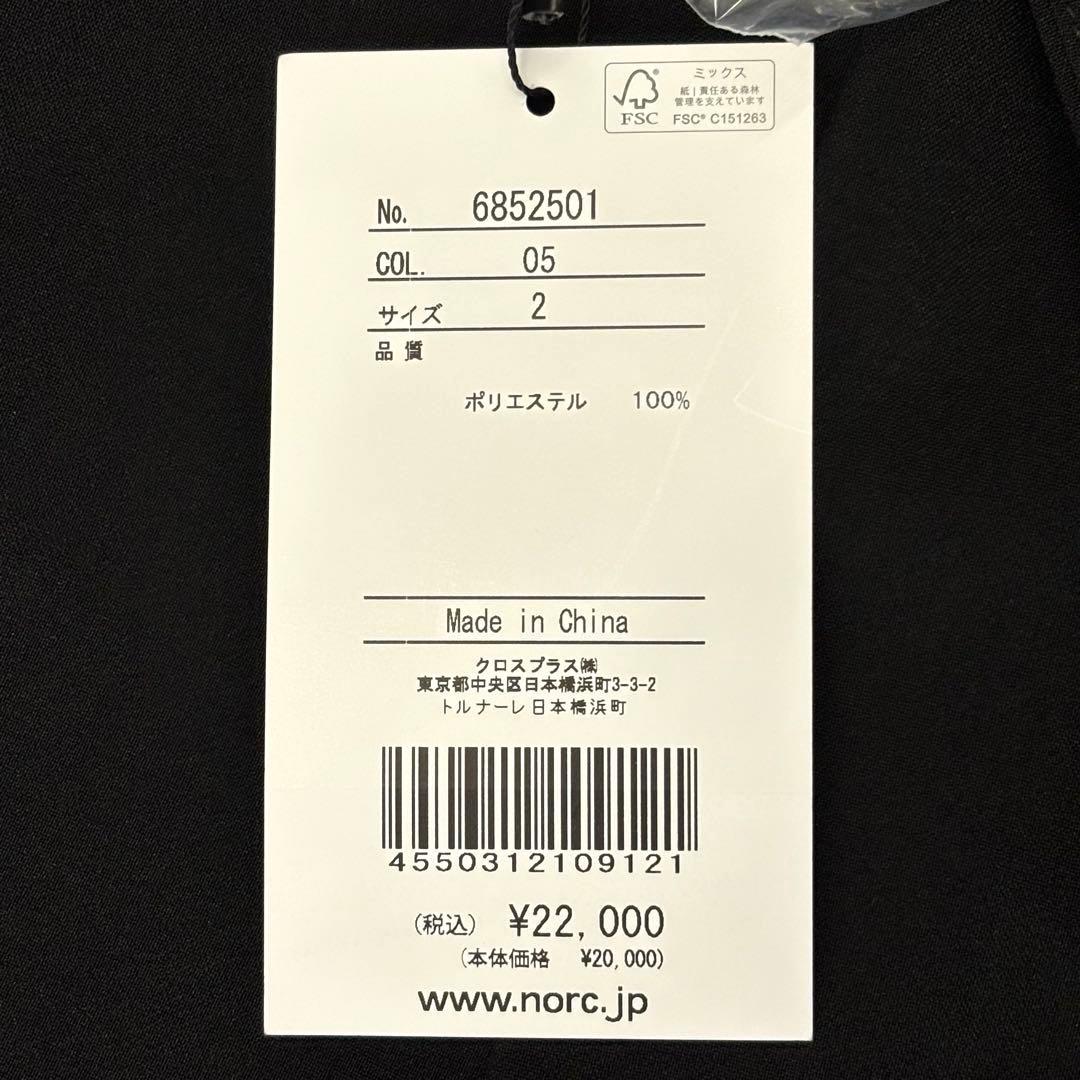 ミックス
紙 | 責任ある森林
管理を支えています
FSC
FSC® C151263
No. 6852501
COL. 05
サイズ 2
品質
ポリエステル 100%
Made in China
クロスプラス㈱
東京都中央区日本橋浜町3-3-2
トルナーレ日本橋浜町
4550312109121
(税込) ¥22,000
(本体価格 ¥20,000)
www.norc.jp